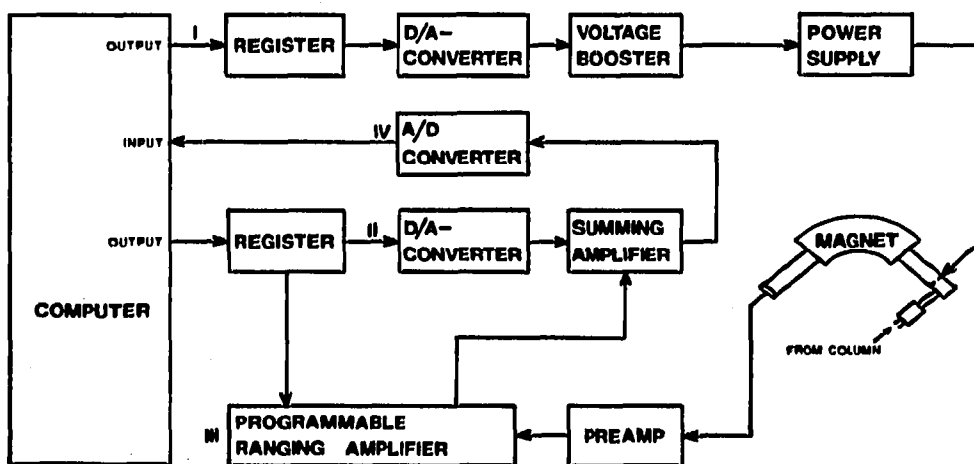 OUTPUT
I
REGISTER
D/A-
CONVERTER
VOLTAGE
BOOSTER
POWER
SUPPLY
INPUT
IV
A/D
CONVERTER
OUTPUT
REGISTER
II
D/A-
CONVERTER
SUMMING
AMPLIFIER
MAGNET
COMPUTER
FROM COLUMN
III
PROGRAMMABLE
RANGING AMPLIFIER
PREAMP